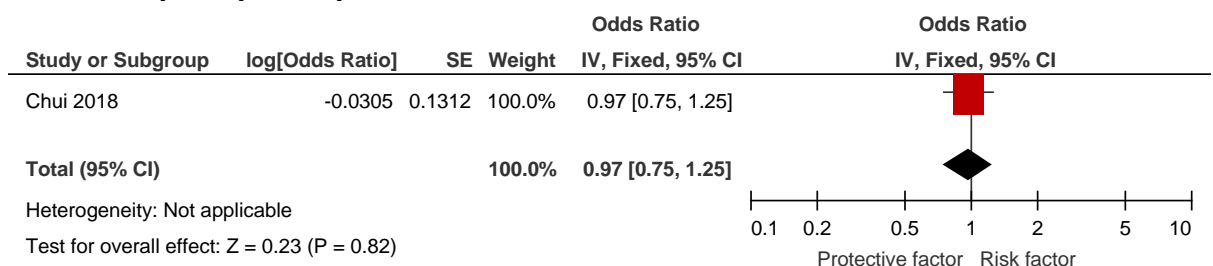 Odds Ratio Odds Ratio
Study or Subgroup log[Odds Ratio] SE Weight IV, Fixed, 95% CI IV, Fixed, 95% CI
Chui 2018 -0.0305 0.1312 100.0% 0.97 [0.75, 1.25]
Total (95% CI) 100.0% 0.97 [0.75, 1.25]
Heterogeneity: Not applicable
Test for overall effect: Z = 0.23 (P = 0.82)
0.1 0.2 0.5 1 2 5 10
Protective factor Risk factor